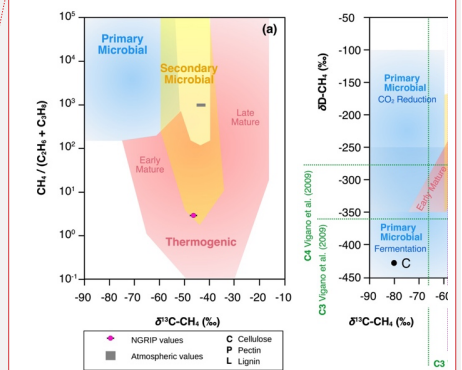 (a)
10⁵
10⁴
10³
10²
10¹
10⁰
10⁻¹
CH₄ / (C₂H₆ + C₃H₈)
Primary
Microbial
Secondary
Microbial
Late
Mature
Early
Mature
Thermogenic
-90 -80 -70 -60 -50 -40 -30 -20 -10
δ¹³C-CH₄ (‰)
NGRIP values
Atmospheric values
C Cellulose
P Pectin
L Lignin
-50
-100
-150
-200
-250
-300
-350
-400
-450
δD-CH₄ (‰)
Primary
Microbial
CO₂ Reduction
Early Mature
Primary
Microbial
Fermentation
C
C4 Vigano et al. (2009)
C3 Vigano et al. (2009)
-90 -80 -70
δ¹³C-CH₄ (‰)
C3